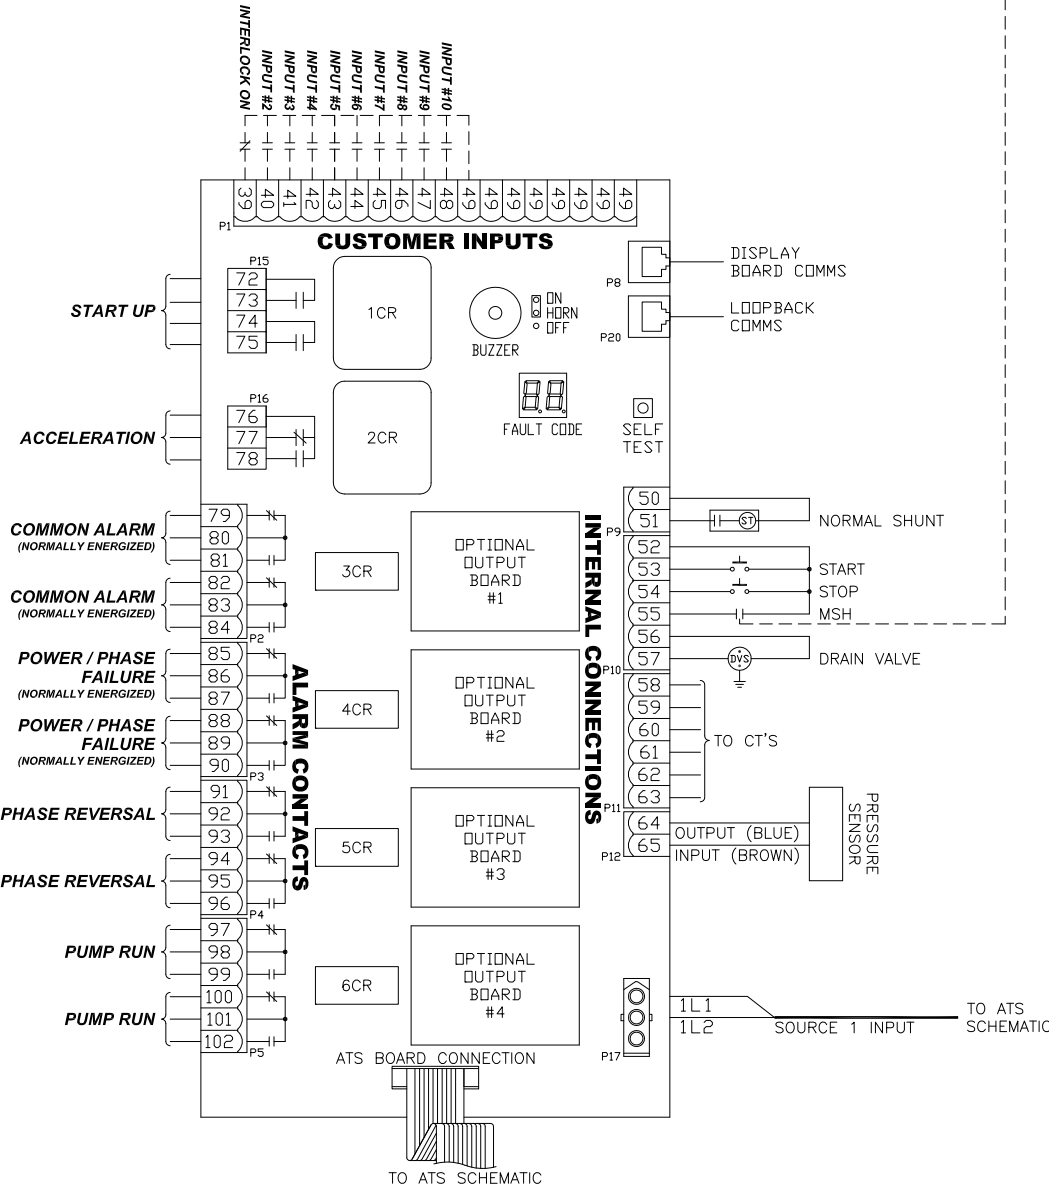 INTERLOCK ON
INPUT #2
INPUT #3
INPUT #4
INPUT #5
INPUT #6
INPUT #7
INPUT #8
INPUT #9
INPUT #10
39 40 41 42 43 44 45 46 47 48 49 49 49 49 49 49 49 49
P1
CUSTOMER INPUTS
P8
DISPLAY
BOARD COMMS
P20
LOOPBACK
COMMS
START UP
P15
72
73
74
75
1CR
BUZZER
ON
HORN
OFF
FAULT CODE
SELF
TEST
ACCELERATION
P16
76
77
78
2CR
COMMON ALARM
(NORMALLY ENERGIZED)
79
80
81
COMMON ALARM
(NORMALLY ENERGIZED)
82
83
84
P2
3CR
OPTIONAL
OUTPUT
BOARD
#1
POWER / PHASE
FAILURE
(NORMALLY ENERGIZED)
85
86
87
POWER / PHASE
FAILURE
(NORMALLY ENERGIZED)
88
89
90
P3
ALARM CONTACTS
4CR
OPTIONAL
OUTPUT
BOARD
#2
PHASE REVERSAL
91
92
93
PHASE REVERSAL
94
95
96
P4
5CR
OPTIONAL
OUTPUT
BOARD
#3
PUMP RUN
97
98
99
PUMP RUN
100
101
102
P5
6CR
OPTIONAL
OUTPUT
BOARD
#4
INTERNAL CONNECTIONS
50
51
P9
ST
NORMAL SHUNT
52
53
START
54
STOP
55
MSH
56
57
P10
DVS
DRAIN VALVE
58
59
60
61
62
63
P11
TO CT'S
64
65
P12
OUTPUT (BLUE)
INPUT (BROWN)
PRESSURE
SENSOR
P17
1L1
1L2
SOURCE 1 INPUT
TO ATS
SCHEMATIC
ATS BOARD CONNECTION
TO ATS SCHEMATIC